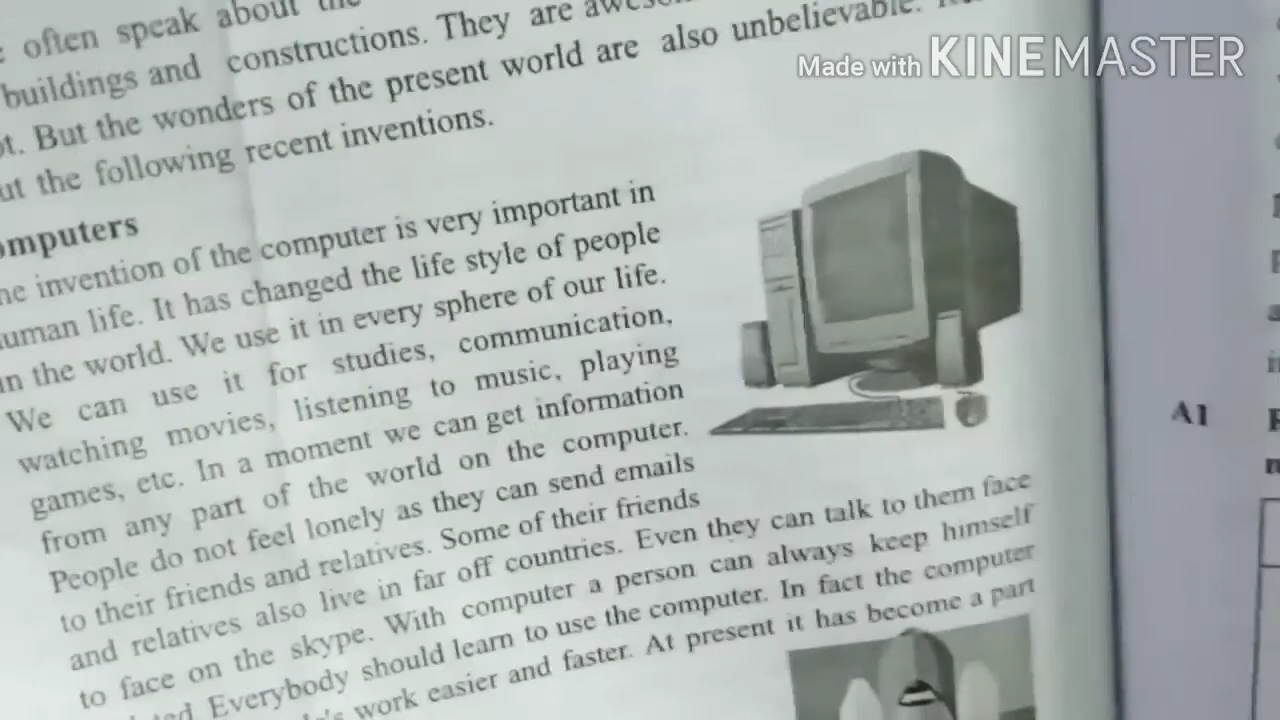 often speak about the
buildings and constructions. They are
But the wonders of the present world are also unbelievable.
the following recent inventions.
Made with KINEMASTER
invention of the computer is very important in
life. It has changed the life style of people
in the world. We use it in every sphere of our life.
We can use it for studies, communication,
watching movies, listening to music, playing
games, etc. In a moment we can get information
from any part of the world on the computer.
People do not feel lonely as they can send emails
to their friends and relatives. Some of their friends
and relatives also live in far off countries. Even they can talk to them face
to face on the skype. With computer a person can always keep himself
Everybody should learn to use the computer. In fact the computer
work easier and faster. At present it has become a part
A1